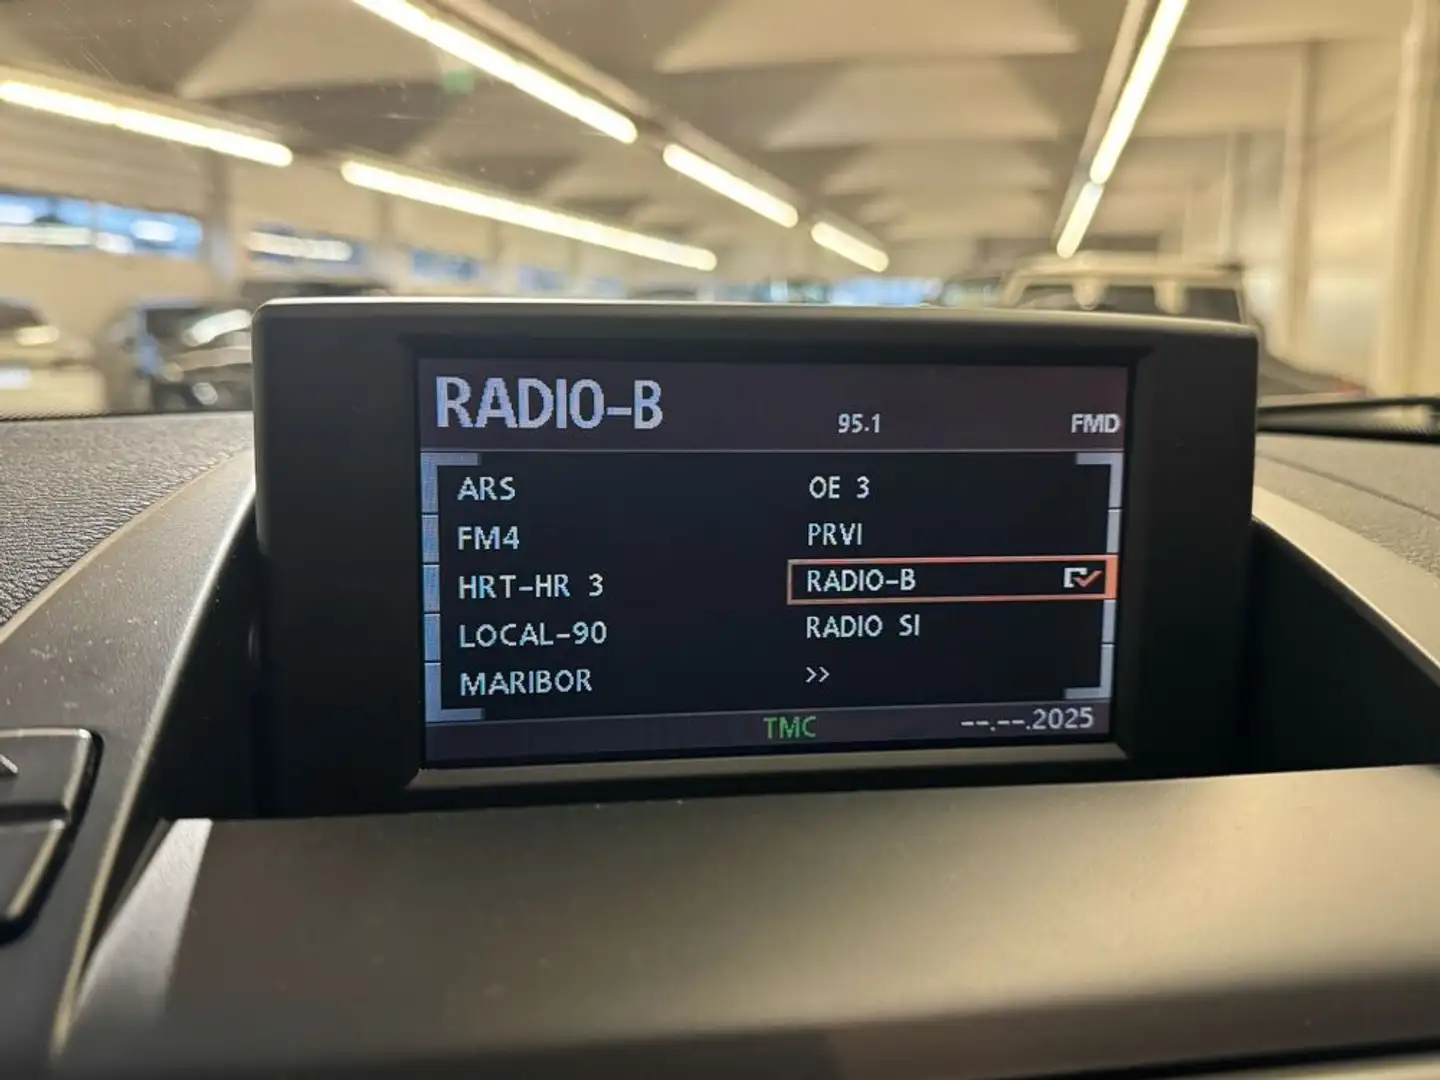 RADIO-B 95.1 FMD
ARS
FM4
HRT-HR 3
LOCAL-90
MARIBOR
OE 3
PRVI
RADIO-B
RADIO SI
>>
TMC --.--.2025